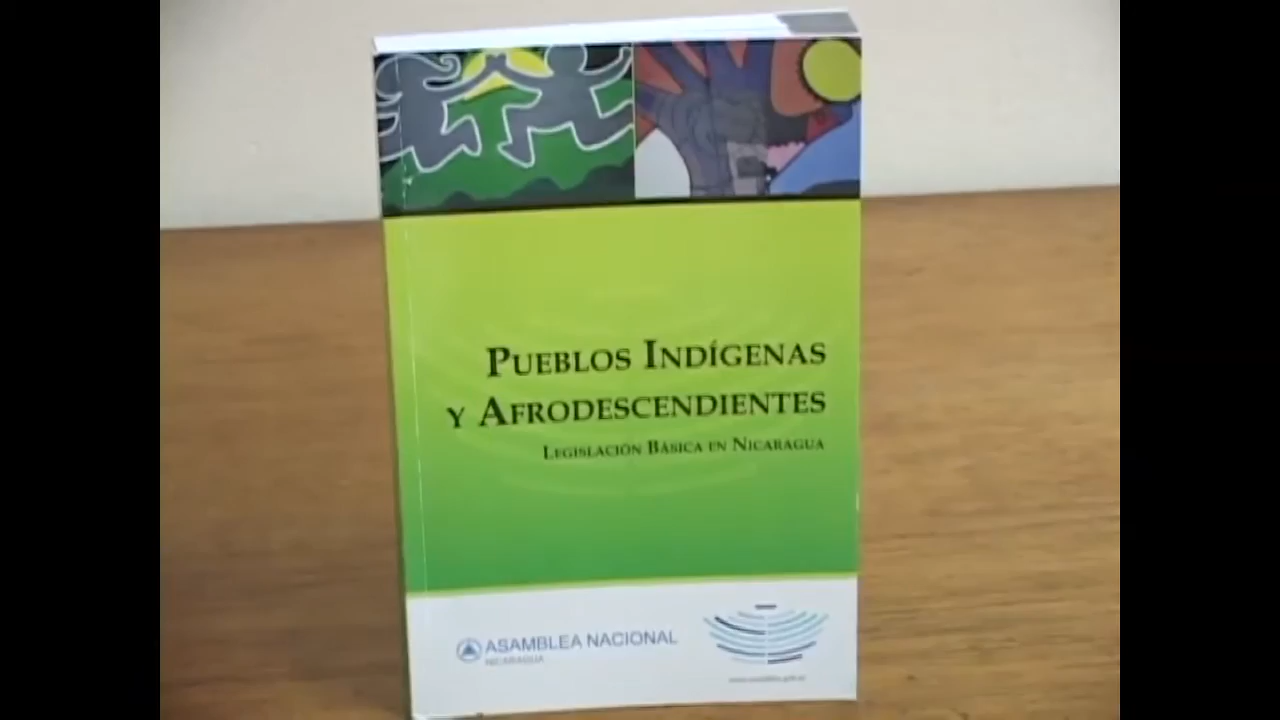 PUEBLOS INDÍGENAS
Y AFRODESCENDIENTES
LEGISLACIÓN BÁSICA EN NICARAGUA
ASAMBLEA NACIONAL
NICARAGUA